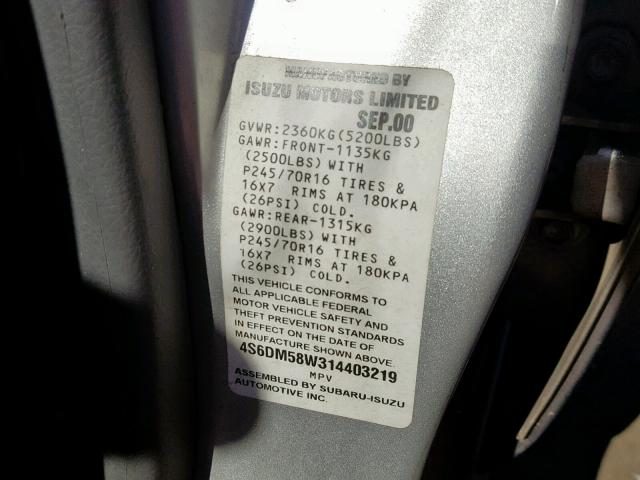 MANUFACTURED BY
ISUZU MOTORS LIMITED
SEP.00
GVWR:2360KG(5200LBS)
GAWR:FRONT-1135KG
(2500LBS) WITH
P245/70R16 TIRES &
16X7 RIMS AT 180KPA
(26PSI) COLD.
GAWR:REAR-1315KG
(2900LBS) WITH
P245/70R16 TIRES &
16X7 RIMS AT 180KPA
(26PSI) COLD.
THIS VEHICLE CONFORMS TO
ALL APPLICABLE FEDERAL
MOTOR VEHICLE SAFETY AND
THEFT PREVENTION STANDARDS
IN EFFECT ON THE DATE OF
MANUFACTURE SHOWN ABOVE.
4S6DM58W314403219
MPV
ASSEMBLED BY SUBARU-ISUZU
AUTOMOTIVE INC.